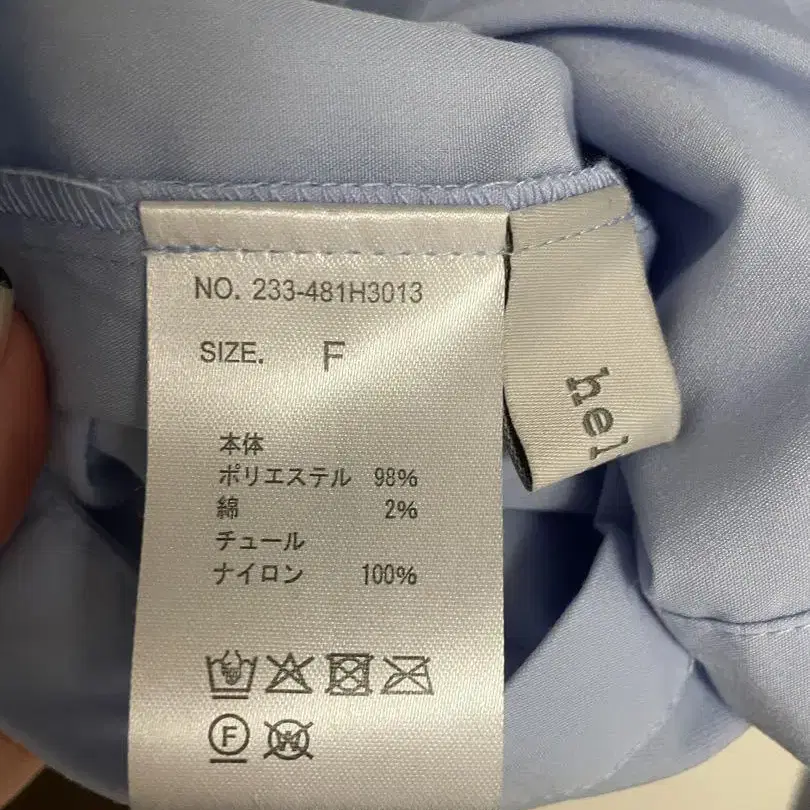 NO. 233-481H3013
SIZE. F
本体
ポリエステル 98%
綿 2%
チュール
ナイロン 100%
F
W
hel